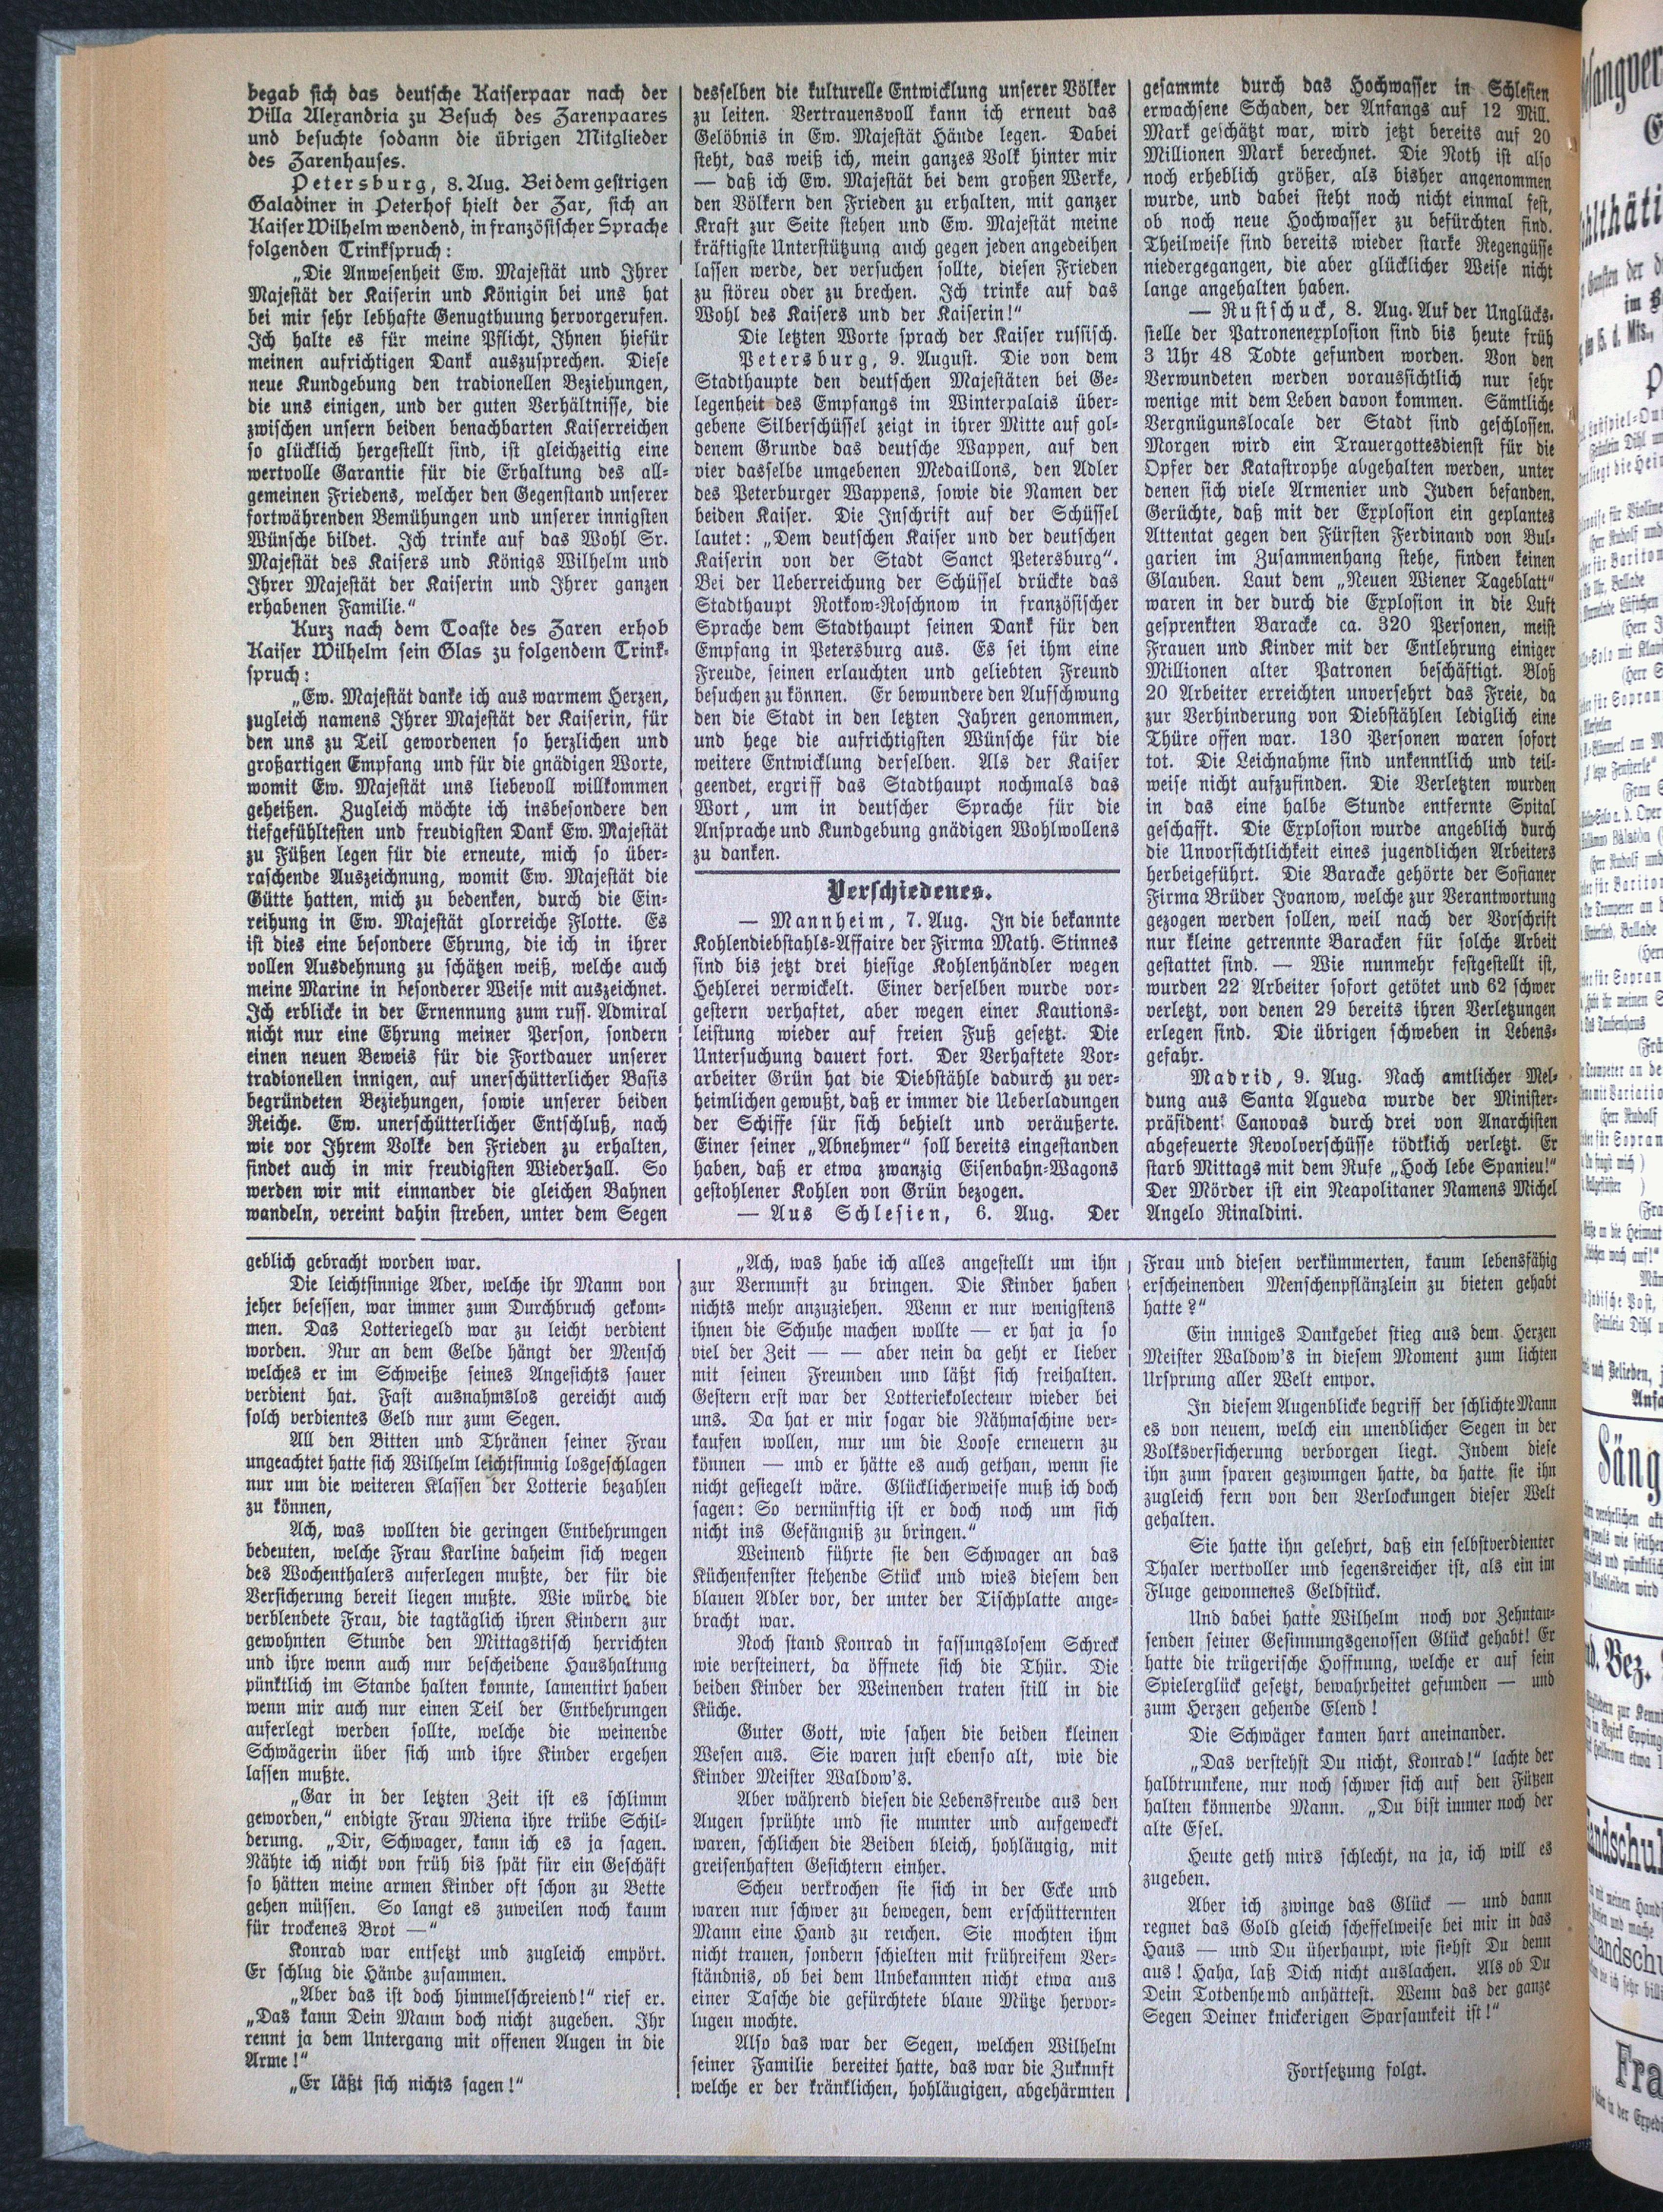 begab sich das deutsche Kaiserpaar nach der
Villa Alexandria zu Besuch des Zarenpaares
und besuchte sodann die übrigen Mitglieder
des Zarenhauses.
Petersburg, 8. Aug. Bei dem gestrigen
Galadiner in Peterhof hielt der Zar, sich an
Kaiser Wilhelm wendend, in französischer Sprache
folgenden Trinkspruch:
„Die Anwesenheit Ew. Majestät und Ihrer
Majestät der Kaiserin und Königin bei uns hat
bei mir sehr lebhafte Genugthuung hervorgerufen.
Ich halte es für meine Pflicht, Ihnen hiefür
meinen aufrichtigen Dank auszusprechen. Diese
neue Kundgebung den tradionellen Beziehungen,
die uns einigen, und der guten Verhältnisse, die
zwischen unsern beiden benachbarten Kaiserreichen
so glücklich hergestellt sind, ist gleichzeitig eine
wertvolle Garantie für die Erhaltung des all-
gemeinen Friedens, welcher den Gegenstand unserer
fortwährenden Bemühungen und unserer innigsten
Wünsche bildet. Ich trinke auf das Wohl Sr.
Majestät des Kaisers und Königs Wilhelm und
Ihrer Majestät der Kaiserin und Ihrer ganzen
erhabenen Familie.“
Kurz nach dem Toaste des Zaren erhob
Kaiser Wilhelm sein Glas zu folgendem Trink-
spruch:
„Ew. Majestät danke ich aus warmem Herzen,
zugleich namens Ihrer Majestät der Kaiserin, für
den uns zu Teil gewordenen so herzlichen und
großartigen Empfang und für die gnädigen Worte,
womit Ew. Majestät uns liebevoll willkommen
geheißen. Zugleich möchte ich insbesondere den
tiefgefühltesten und freudigsten Dank Ew. Majestät
zu Füßen legen für die erneute, mich so über-
raschende Auszeichnung, womit Ew. Majestät die
Gütte hatten, mich zu bedenken, durch die Ein-
reihung in Ew. Majestät glorreiche Flotte. Es
ist dies eine besondere Ehrung, die ich in ihrer
vollen Ausdehnung zu schätzen weiß, welche auch
meine Marine in besonderer Weise mit auszeichnet.
Ich erblicke in der Ernennung zum russ. Admiral
nicht nur eine Ehrung meiner Person, sondern
einen neuen Beweis für die Fortdauer unserer
tradionellen innigen, auf unerschütterlicher Basis
begründeten Beziehungen, sowie unserer beiden
Reiche. Ew. unerschütterlicher Entschluß, nach
wie vor Ihrem Volke den Frieden zu erhalten,
findet auch in mir freudigsten Wiederhall. So
werden wir mit einnander die gleichen Bahnen
wandeln, vereint dahin streben, unter dem Segen
desselben die kulturelle Entwicklung unserer Völker
zu leiten. Vertrauensvoll kann ich erneut das
Gelöbnis in Ew. Majestät Hände legen. Dabei
steht, das weiß ich, mein ganzes Volk hinter mir
— daß ich Ew. Majestät bei dem großen Werke,
den Völkern den Frieden zu erhalten, mit ganzer
Kraft zur Seite stehen und Ew. Majestät meine
kräftigste Unterstützung auch gegen jeden angedeihen
lassen werde, der versuchen sollte, diesen Frieden
zu störeu oder zu brechen. Ich trinke auf das
Wohl des Kaisers und der Kaiserin!“
Die letzten Worte sprach der Kaiser russisch.
Petersburg, 9. August. Die von dem
Stadthaupte den deutschen Majestäten bei Ge-
legenheit des Empfangs im Winterpalais über-
gebene Silberschüssel zeigt in ihrer Mitte auf gol-
denem Grunde das deutsche Wappen, auf den
vier dasselbe umgebenen Medaillons, den Adler
des Peterburger Wappens, sowie die Namen der
beiden Kaiser. Die Inschrift auf der Schüssel
lautet: „Dem deutschen Kaiser und der deutschen
Kaiserin von der Stadt Sanct Petersburg“.
Bei der Ueberreichung der Schüssel drückte das
Stadthaupt Rotkow-Roschnow in französischer
Sprache dem Stadthaupt seinen Dank für den
Empfang in Petersburg aus. Es sei ihm eine
Freude, seinen erlauchten und geliebten Freund
besuchen zu können. Er bewundere den Aufschwung
den die Stadt in den letzten Jahren genommen,
und hege die aufrichtigsten Wünsche für die
weitere Entwicklung derselben. Als der Kaiser
geendet, ergriff das Stadthaupt nochmals das
Wort, um in deutscher Sprache für die
Ansprache und Kundgebung gnädigen Wohlwollens
zu danken.
Verschiedenes.
— Mannheim, 7. Aug. In die bekannte
Kohlendiebstahls-Affaire der Firma Math. Stinnes
sind bis jetzt drei hiesige Kohlenhändler wegen
Hehlerei verwickelt. Einer derselben wurde vor-
gestern verhaftet, aber wegen einer Kautions-
leistung wieder auf freien Fuß gesetzt. Die
Untersuchung dauert fort. Der Verhaftete Vor-
arbeiter Grün hat die Diebstähle dadurch zu ver-
heimlichen gewußt, daß er immer die Ueberladungen
der Schiffe für sich behielt und veräußerte.
Einer seiner „Abnehmer“ soll bereits eingestanden
haben, daß er etwa zwanzig Eisenbahn-Wagons
gestohlener Kohlen von Grün bezogen.
— Aus Schlesien, 6. Aug. Der
gesammte durch das Hochwasser in Schlesien
erwachsene Schaden, der Anfangs auf 12 Mill.
Mark geschätzt war, wird jetzt bereits auf 20
Millionen Mark berechnet. Die Noth ist also
noch erheblich größer, als bisher angenommen
wurde, und dabei steht noch nicht einmal fest,
ob noch neue Hochwasser zu befürchten sind.
Theilweise sind bereits wieder starke Regengüsse
niedergegangen, die aber glücklicher Weise nicht
lange angehalten haben.
— Rustschuck, 8. Aug. Auf der Unglücks-
stelle der Patronenexplosion sind bis heute früh
3 Uhr 48 Todte gefunden worden. Von den
Verwundeten werden voraussichtlich nur sehr
wenige mit dem Leben davon kommen. Sämtliche
Vergnügunslocale der Stadt sind geschlossen.
Morgen wird ein Trauergottesdienst für die
Opfer der Katastrophe abgehalten werden, unter
denen sich viele Armenier und Juden befanden.
Gerüchte, daß mit der Explosion ein geplantes
Attentat gegen den Fürsten Ferdinand von Bul-
garien im Zusammenhang stehe, finden keinen
Glauben. Laut dem „Neuen Wiener Tageblatt“
waren in der durch die Explosion in die Luft
gesprenkten Baracke ca. 320 Personen, meist
Frauen und Kinder mit der Entlehrung einiger
Millionen alter Patronen beschäftigt. Bloß
20 Arbeiter erreichten unversehrt das Freie, da
zur Verhinderung von Diebstählen lediglich eine
Thüre offen war. 130 Personen waren sofort
tot. Die Leichnahme sind unkenntlich und teil-
weise nicht aufzufinden. Die Verletzten wurden
in das eine halbe Stunde entfernte Spital
geschafft. Die Explosion wurde angeblich durch
die Unvorsichtlichkeit eines jugendlichen Arbeiters
herbeigeführt. Die Baracke gehörte der Sofianer
Firma Brüder Ivanow, welche zur Verantwortung
gezogen werden sollen, weil nach der Vorschrift
nur kleine getrennte Baracken für solche Arbeit
gestattet sind. — Wie nunmehr festgestellt ist,
wurden 22 Arbeiter sofort getötet und 62 schwer
verletzt, von denen 29 bereits ihren Verletzungen
erlegen sind. Die übrigen schweben in Lebens-
gefahr.
Madrid, 9. Aug. Nach amtlicher Mel-
dung aus Santa Agueda wurde der Minister-
präsident Canovas durch drei von Anarchisten
abgefeuerte Revolverschüsse tödtlich verletzt. Er
starb Mittags mit dem Rufe „Hoch lebe Spanieu!“
Der Mörder ist ein Neapolitaner Namens Michel
Angelo Rinaldini.
geblich gebracht worden war.
Die leichtsinnige Ader, welche ihr Mann von
jeher besessen, war immer zum Durchbruch gekom-
men. Das Lotteriegeld war zu leicht verdient
worden. Nur an dem Gelde hängt der Mensch
welches er im Schweiße seines Angesichts sauer
verdient hat. Fast ausnahmslos gereicht auch
solch verdientes Geld nur zum Segen.
All den Bitten und Thränen seiner Frau
ungeachtet hatte sich Wilhelm leichtsinnig losgeschlagen
nur um die weiteren Klassen der Lotterie bezahlen
zu können,
Ach, was wollten die geringen Entbehrungen
bedeuten, welche Frau Karline daheim sich wegen
des Wochenthalers auferlegen mußte, der für die
Versicherung bereit liegen mußte. Wie würde die
verblendete Frau, die tagtäglich ihren Kindern zur
gewohnten Stunde den Mittagstisch herrichten
und ihre wenn auch nur bescheidene Haushaltung
pünktlich im Stande halten konnte, lamentirt haben
wenn mir auch nur einen Teil der Entbehrungen
auferlegt werden sollte, welche die weinende
Schwägerin über sich und ihre Kinder ergehen
lassen mußte.
„Gar in der letzten Zeit ist es schlimm
geworden,“ endigte Frau Miena ihre trübe Schil-
derung. „Dir, Schwager, kann ich es ja sagen.
Nähte ich nicht von früh bis spät für ein Geschäft
so hätten meine armen Kinder oft schon zu Bette
gehen müssen. So langt es zuweilen noch kaum
für trockenes Brot —“
Konrad war entsetzt und zugleich empört.
Er schlug die Hände zusammen.
„Aber das ist doch himmelschreiend!“ rief er.
„Das kann Dein Mann doch nicht zugeben. Ihr
rennt ja dem Untergang mit offenen Augen in die
Arme!“
„Er läßt sich nichts sagen!“
„Ach, was habe ich alles angestellt um ihn
zur Vernunft zu bringen. Die Kinder haben
nichts mehr anzuziehen. Wenn er nur wenigstens
ihnen die Schuhe machen wollte — er hat ja so
viel der Zeit — — aber nein da geht er lieber
mit seinen Freunden und läßt sich freihalten.
Gestern erst war der Lotteriekolecteur wieder bei
uns. Da hat er mir sogar die Nähmaschine ver-
kaufen wollen, nur um die Loose erneuern zu
können — und er hätte es auch gethan, wenn sie
nicht gesiegelt wäre. Glücklicherweise muß ich doch
sagen: So vernünftig ist er doch noch um sich
nicht ins Gefängniß zu bringen.“
Weinend führte sie den Schwager an das
Küchenfenster stehende Stück und wies diesem den
blauen Adler vor, der unter der Tischplatte ange-
bracht war.
Noch stand Konrad in fassungslosem Schreck
wie versteinert, da öffnete sich die Thür. Die
beiden Kinder der Weinenden traten still in die
Küche.
Guter Gott, wie sahen die beiden kleinen
Wesen aus. Sie waren just ebenso alt, wie die
Kinder Meister Waldow's.
Aber während diesen die Lebensfreude aus den
Augen sprühte und sie munter und aufgeweckt
waren, schlichen die Beiden bleich, hohläugig, mit
greisenhaften Gesichtern einher.
Scheu verkrochen sie sich in der Ecke und
waren nur schwer zu bewegen, dem erschütternten
Mann eine Hand zu reichen. Sie mochten ihm
nicht trauen, sondern schielten mit frühreifem Ver-
ständnis, ob bei dem Unbekannten nicht etwa aus
einer Tasche die gefürchtete blaue Mütze hervor-
lugen mochte.
Also das war der Segen, welchen Wilhelm
seiner Familie bereitet hatte, das war die Zukunft
welche er der kränklichen, hohläugigen, abgehärmten
Frau und diesen verkümmerten, kaum lebensfähig
erscheinenden Menschenpflänzlein zu bieten gehabt
hatte?“
Ein inniges Dankgebet stieg aus dem Herzen
Meister Waldow's in diesem Moment zum lichten
Ursprung aller Welt empor.
In diesem Augenblicke begriff der schlichte Mann
es von neuem, welch ein unendlicher Segen in der
Volksversicherung verborgen liegt. Indem diese
ihn zum sparen gezwungen hatte, da hatte sie ihn
zugleich fern von den Verlockungen dieser Welt
gehalten.
Sie hatte ihn gelehrt, daß ein selbstverdienter
Thaler wertvoller und segensreicher ist, als ein im
Fluge gewonnenes Geldstück.
Und dabei hatte Wilhelm noch vor Zehntau-
senden seiner Gesinnungsgenossen Glück gehabt! Er
hatte die trügerische Hoffnung, welche er auf sein
Spielerglück gesetzt, bewahrheitet gefunden — und
zum Herzen gehende Elend!
Die Schwäger kamen hart aneinander.
„Das verstehst Du nicht, Konrad!“ lachte der
halbtrunkene, nur noch schwer sich auf den Füßen
halten könnende Mann. „Du bist immer noch der
alte Esel.
Heute geth mirs schlecht, na ja, ich will es
zugeben.
Aber ich zwinge das Glück — und dann
regnet das Gold gleich scheffelweise bei mir in das
Haus — und Du üherhaupt, wie siehst Du denn
aus! Haha, laß Dich nicht auslachen. Als ob Du
Dein Totdenhemd anhättest. Wenn das der ganze
Segen Deiner knickerigen Sparsamkeit ist!“
Fortsetzung folgt.